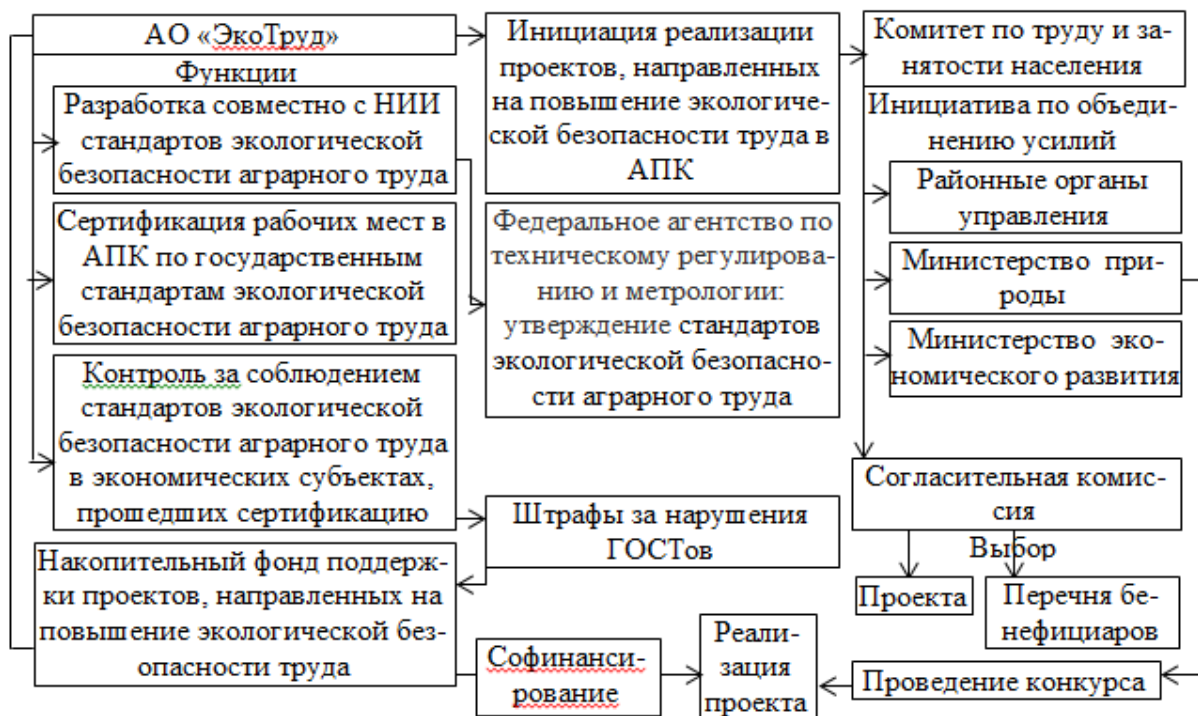 АО «ЭкоТруд»
Функции
Разработка совместно с НИИ
стандартов экологической
безопасности аграрного труда
Сертификация рабочих мест в
АПК по государственным
стандартам экологической
безопасности аграрного труда
Контроль за соблюдением
стандартов экологической
безопасности аграрного труда
в экономических субъектах,
прошедших сертификацию
Накопительный фонд поддерж-
ки проектов, направленных на
повышение экологической без-
опасности труда
Инициация реализации
проектов, направленных
на повышение экологиче-
ской безопасности труда в
АПК
Федеральное агентство по
техническому регулирова-
нию и метрологии:
утверждение стандартов
экологической безопасно-
сти аграрного труда
Штрафы за нарушения
ГОСТов
Софинанси-
рование
Реали-
зация
проекта
Комитет по труду и за-
нятости населения
Инициатива по объеди-
нению усилий
Районные органы
управления
Министерство при-
роды
Министерство эко-
номического развития
Согласительная комис-
сия
Выбор
Проекта
Перечня бе-
нефициаров
Проведение конкурса